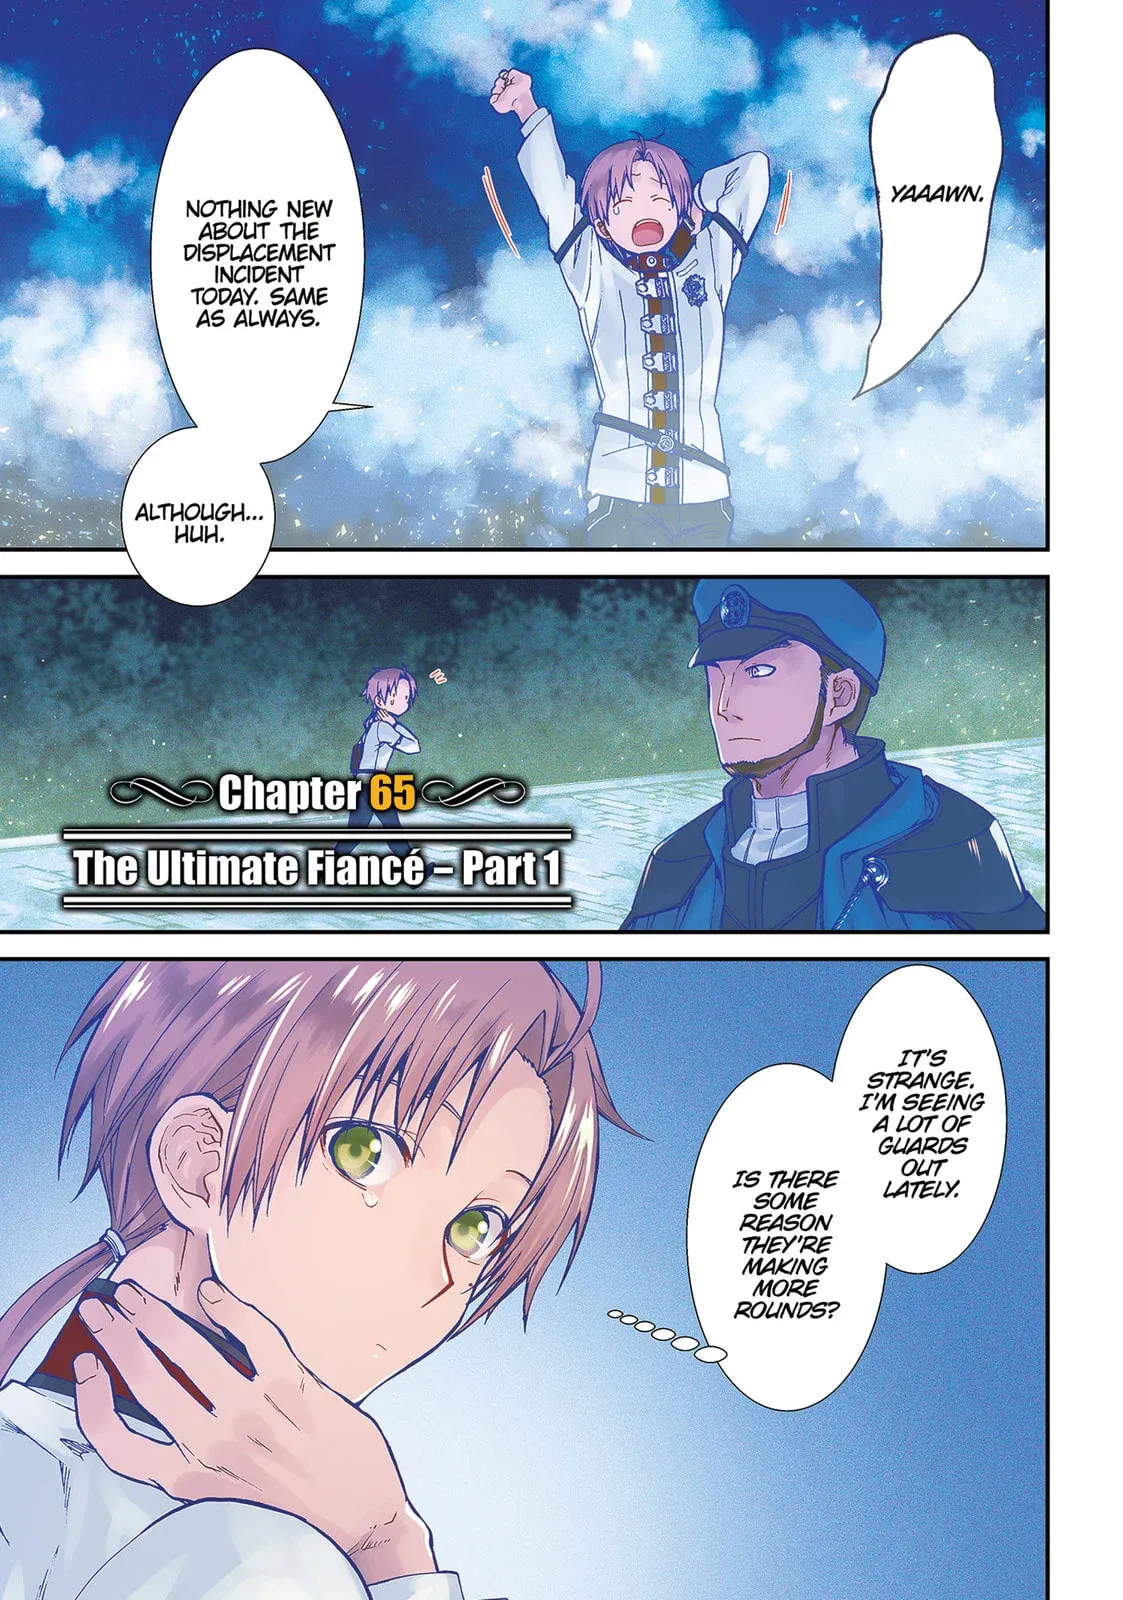 YAAAWN.
NOTHING NEW
ABOUT THE
DISPLACEMENT
INCIDENT
TODAY. SAME
AS ALWAYS.
ALTHOUGH...
HUH.
Chapter 65
The Ultimate Fiancé – Part 1
IT'S
STRANGE.
I'M SEEING
A LOT OF
GUARDS
OUT
LATELY.
IS THERE
SOME
REASON
THEY'RE
MAKING
MORE
ROUNDS?